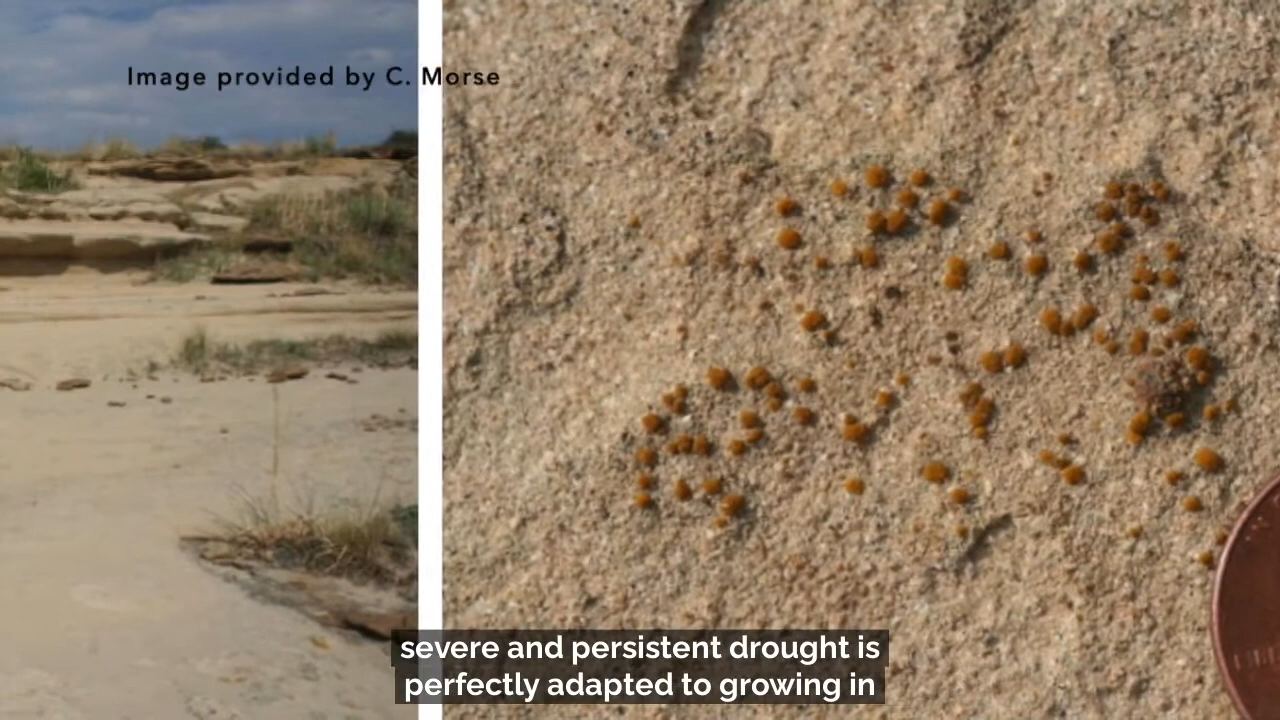 Image provided by C. Morse
severe and persistent drought is
perfectly adapted to growing in